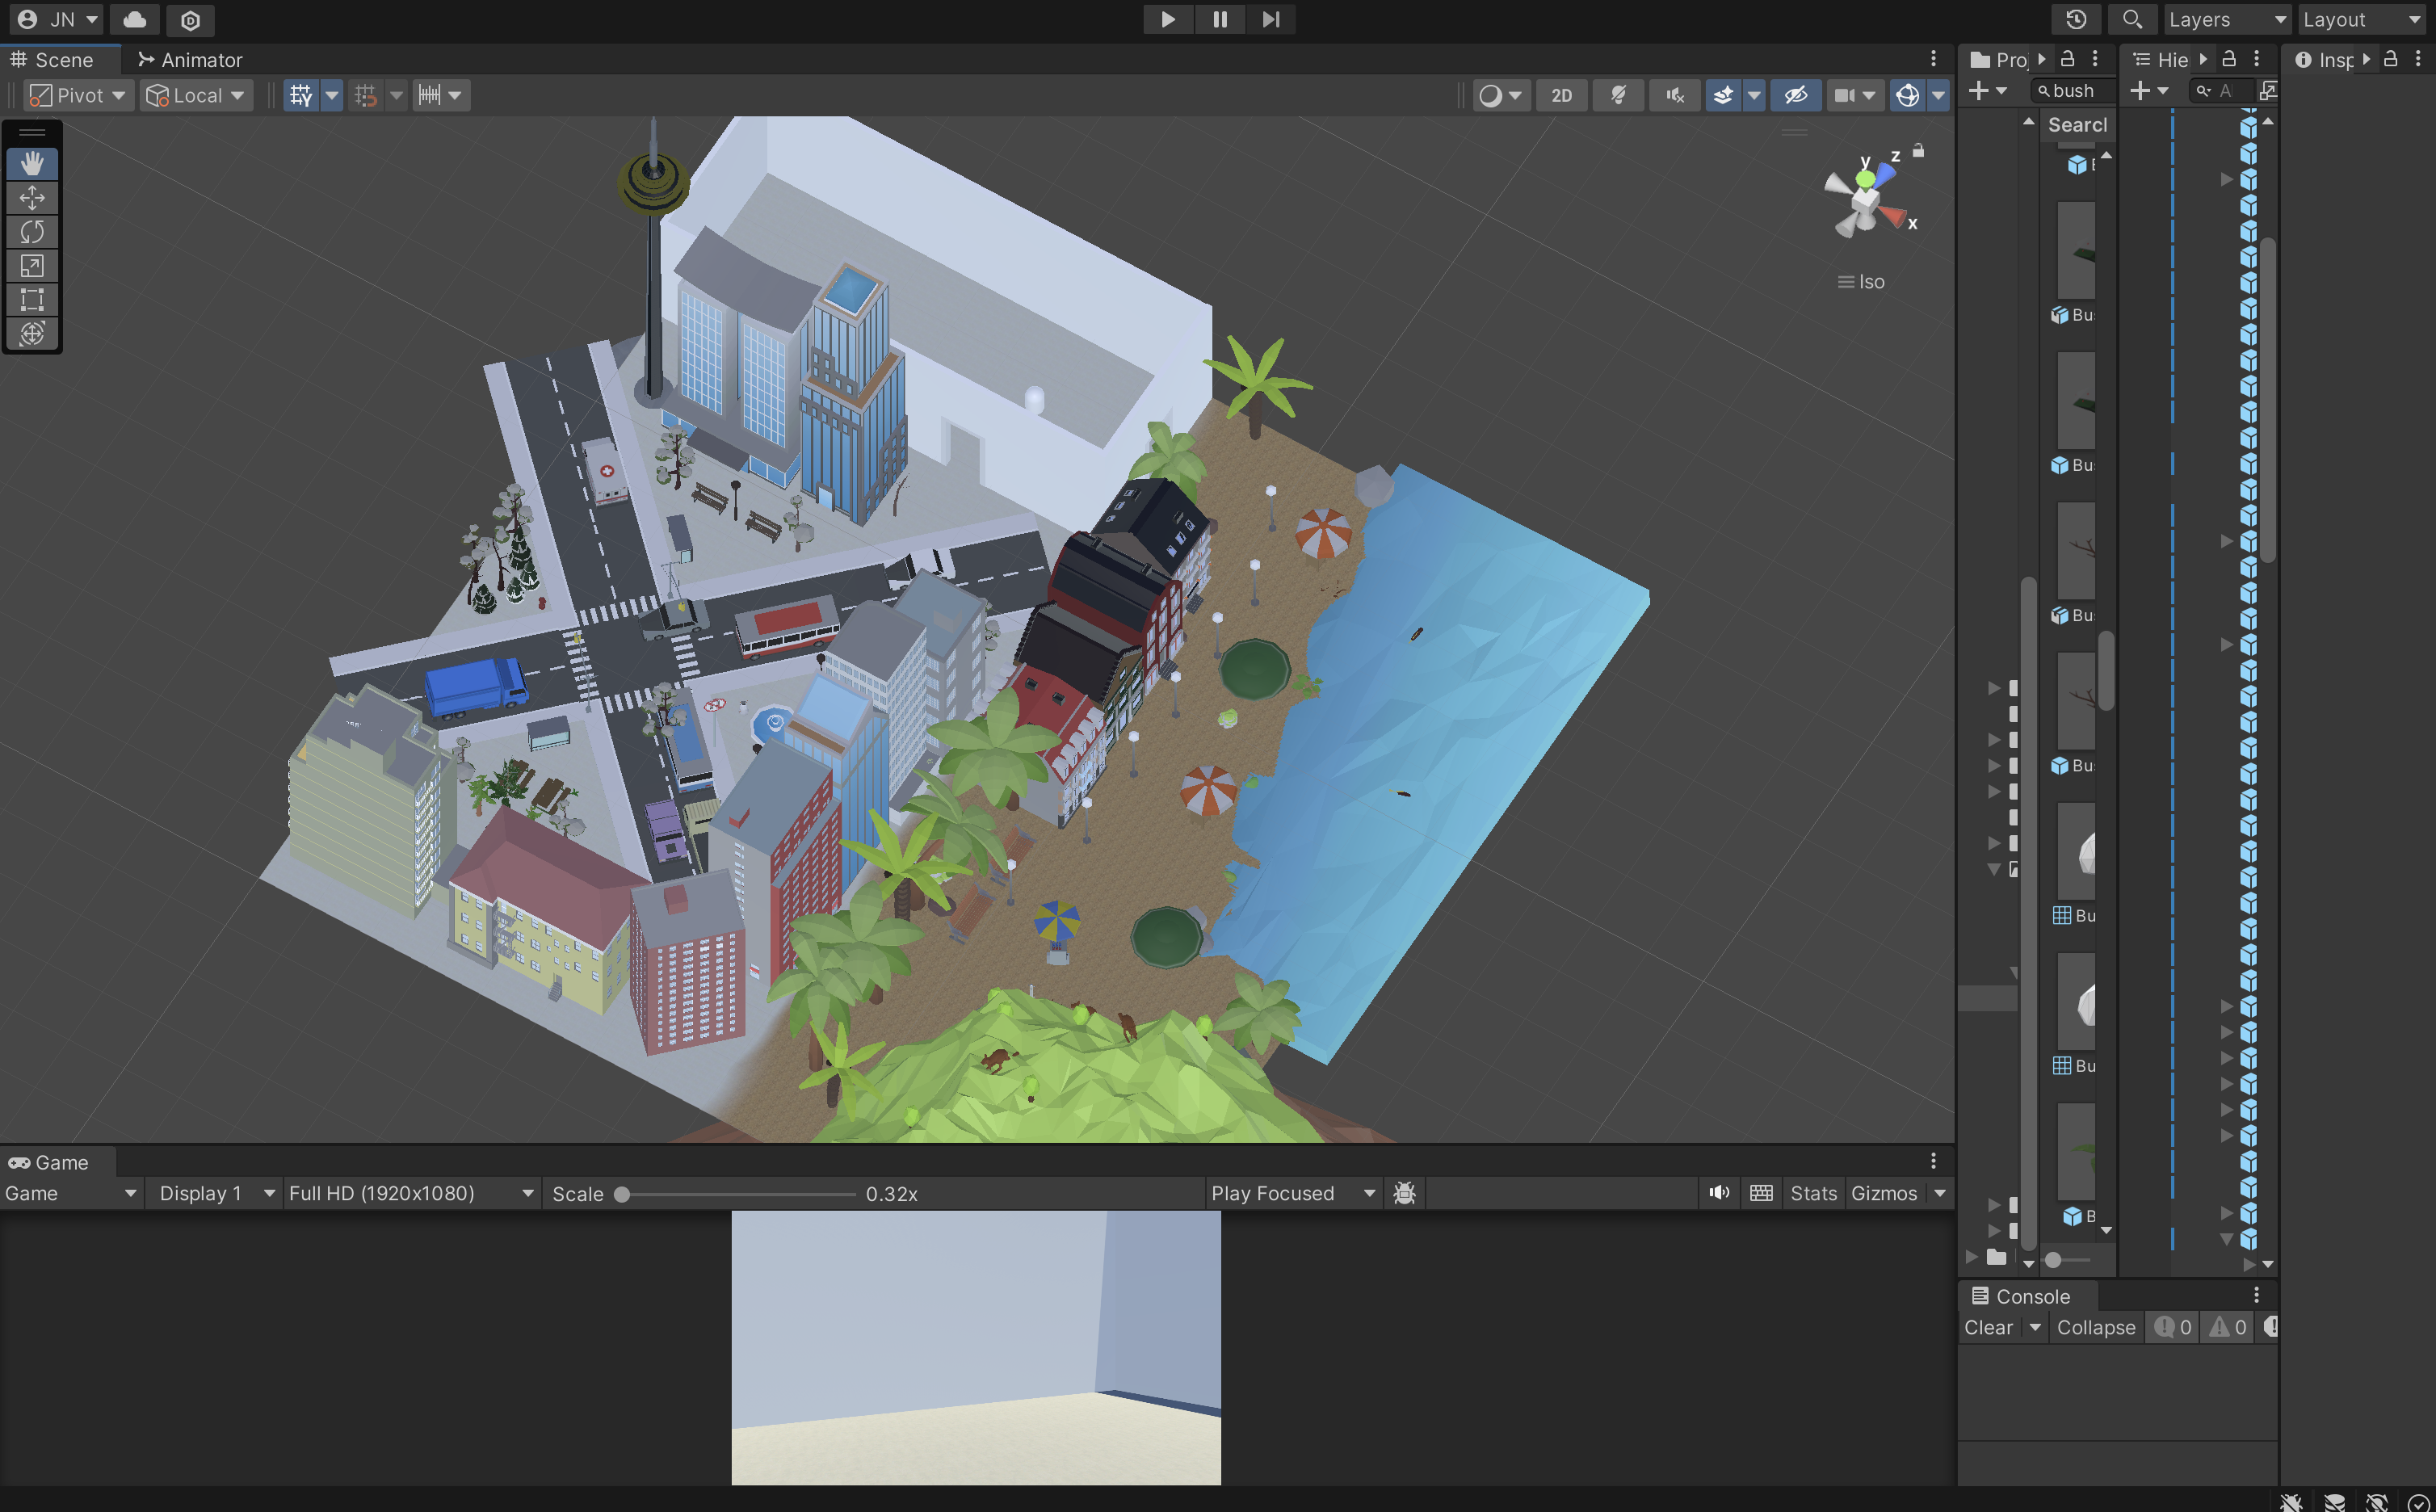 JN
Layers
Layout
Scene
Animator
Pro
Hie
Insp
Pivot
Local
2D
bush
A
Searcl
y
z
x
Iso
Bu
Bu
Bu
Bu
Bu
Bu
B
Game
Game
Display 1
Full HD (1920x1080)
Scale
0.32x
Play Focused
Stats
Gizmos
Console
Clear
Collapse
0
0